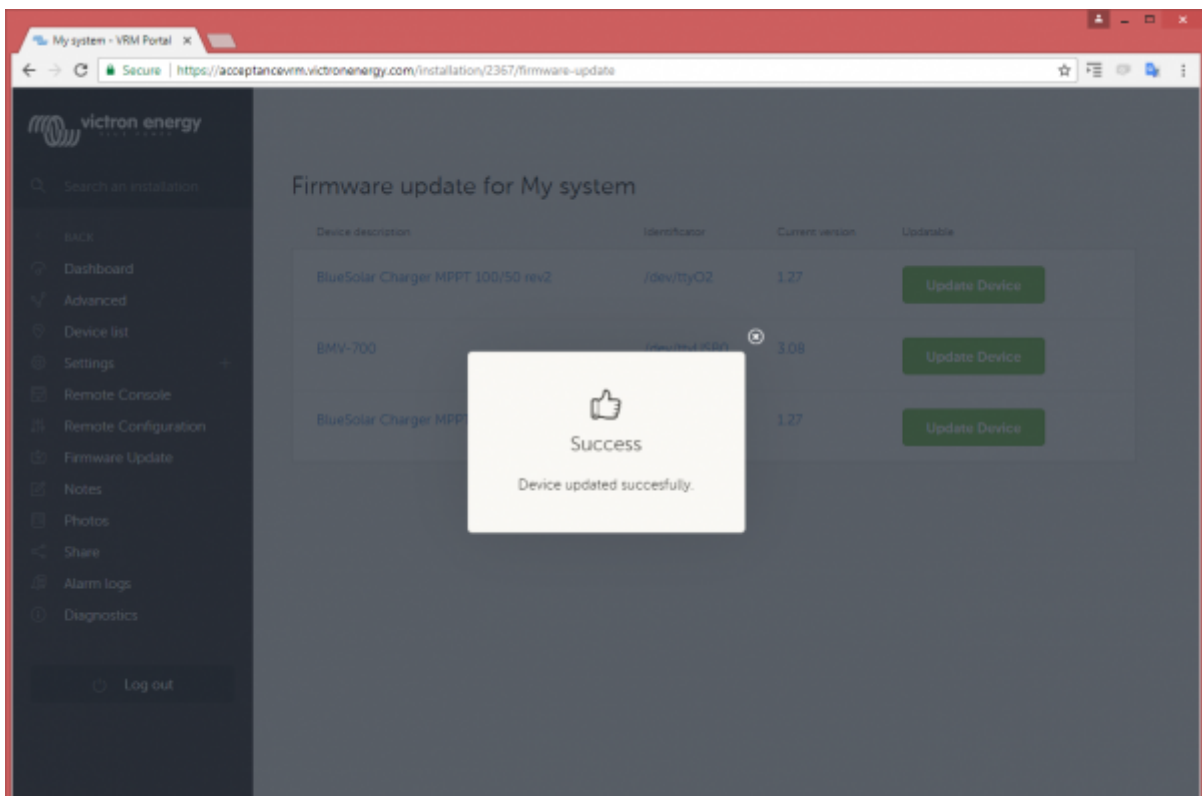 My system - VRM Portal
Secure | https://acceptancevrm.victronenergy.com/installation/2367/firmware-update
victron energy
BLUE POWER
Search an installation
BACK
Dashboard
Advanced
Device list
Settings
Remote Console
Remote Configuration
Firmware Update
Notes
Photos
Share
Alarm logs
Diagnostics
Log out
Firmware update for My system
Device description Identificator Current version Updatable
BlueSolar Charger MPPT 100/50 rev2 /dev/ttyO2 1.27 Update Device
BMV-700 /dev/ttyUSB0 3.08 Update Device
BlueSolar Charger MPPT 1.27 Update Device
Success
Device updated succesfully.